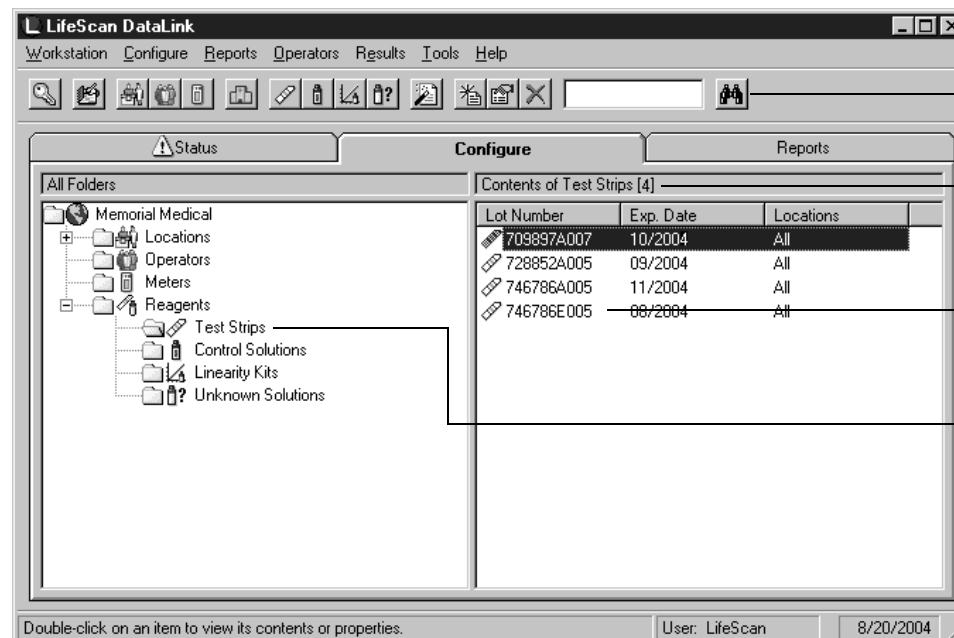 LifeScan DataLink
Workstation Configure Reports Operators Results Tools Help
Status Configure Reports
All Folders
Contents of Test Strips [4]
Memorial Medical
Locations
Operators
Meters
Reagents
Test Strips
Control Solutions
Linearity Kits
Unknown Solutions
Lot Number Exp. Date Locations
709897A007 10/2004 All
728852A005 09/2004 All
746786A005 11/2004 All
746786E005 08/2004 All
Double-click on an item to view its contents or properties. User: LifeScan 8/20/2004